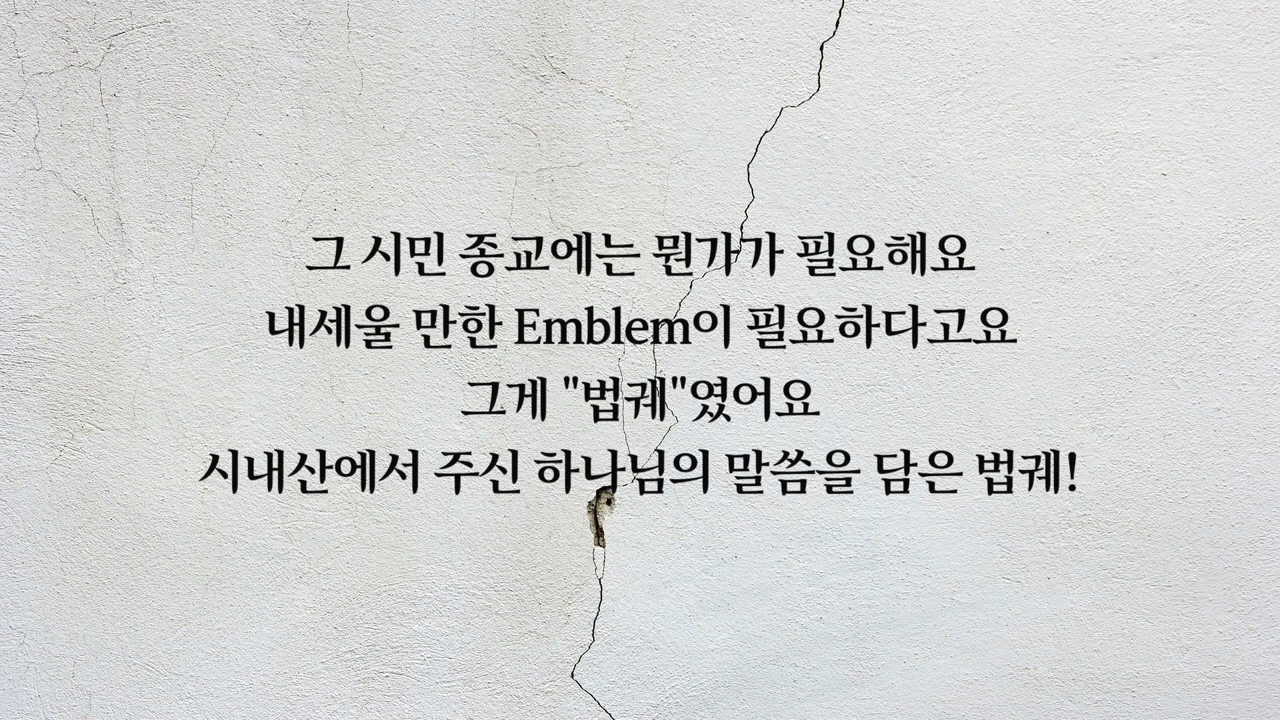 그 시민 종교에는 뭔가가 필요해요
내세울 만한 Emblem이 필요하다고요
그게 "법궤"였어요
시내산에서 주신 하나님의 말씀을 담은 법궤!